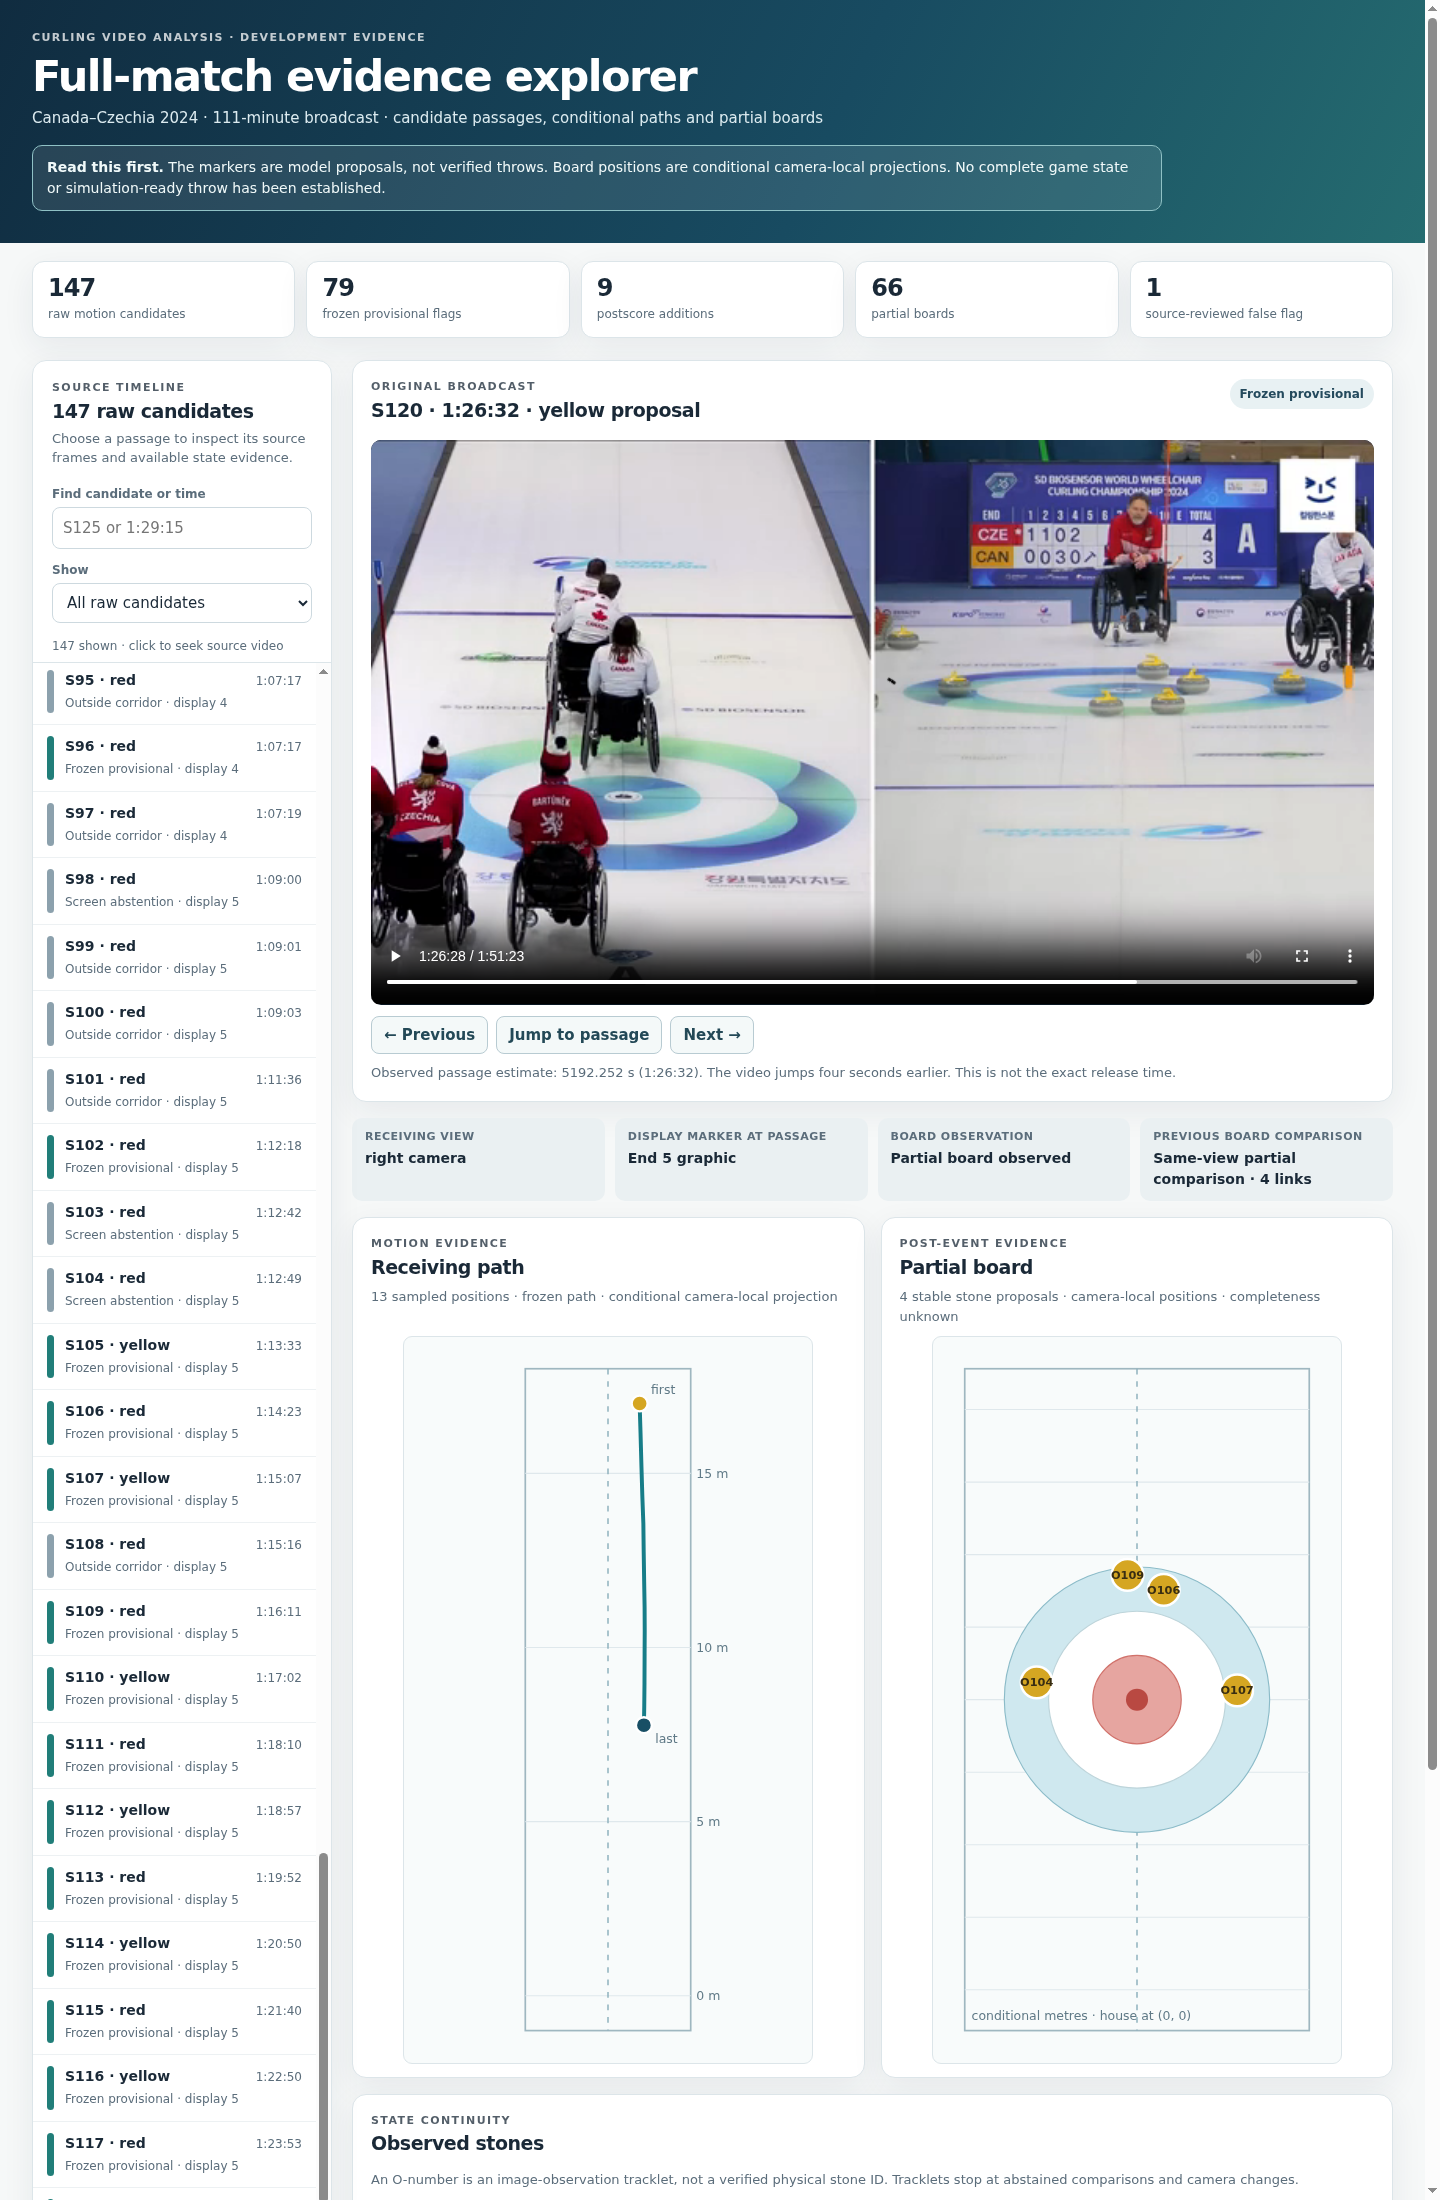 CURLING VIDEO ANALYSIS · DEVELOPMENT EVIDENCE
Full-match evidence explorer
Canada–Czechia 2024 · 111-minute broadcast · candidate passages, conditional paths and partial boards
Read this first. The markers are model proposals, not verified throws. Board positions are conditional camera-local projections. No complete game state
or simulation-ready throw has been established.
147
raw motion candidates
79
frozen provisional flags
9
postscore additions
66
partial boards
1
source-reviewed false flag
SOURCE TIMELINE
147 raw candidates
Choose a passage to inspect its source
frames and available state evidence.
Find candidate or time
S125 or 1:29:15
Show
All raw candidates
147 shown · click to seek source video
S95 · red 1:07:17
Outside corridor · display 4
S96 · red 1:07:17
Frozen provisional · display 4
S97 · red 1:07:19
Outside corridor · display 4
S98 · red 1:09:00
Screen abstention · display 5
S99 · red 1:09:01
Outside corridor · display 5
S100 · red 1:09:03
Outside corridor · display 5
S101 · red 1:11:36
Outside corridor · display 5
S102 · red 1:12:18
Frozen provisional · display 5
S103 · red 1:12:42
Screen abstention · display 5
S104 · red 1:12:49
Screen abstention · display 5
S105 · yellow 1:13:33
Frozen provisional · display 5
S106 · red 1:14:23
Frozen provisional · display 5
S107 · yellow 1:15:07
Frozen provisional · display 5
S108 · red 1:15:16
Outside corridor · display 5
S109 · red 1:16:11
Frozen provisional · display 5
S110 · yellow 1:17:02
Frozen provisional · display 5
S111 · red 1:18:10
Frozen provisional · display 5
S112 · yellow 1:18:57
Frozen provisional · display 5
S113 · red 1:19:52
Frozen provisional · display 5
S114 · yellow 1:20:50
Frozen provisional · display 5
S115 · red 1:21:40
Frozen provisional · display 5
S116 · yellow 1:22:50
Frozen provisional · display 5
S117 · red 1:23:53
Frozen provisional · display 5
ORIGINAL BROADCAST
S120 · 1:26:32 · yellow proposal
Frozen provisional
SD BIOSENSOR WORLD WHEELCHAIR
CURLING CHAMPIONSHIP 2024
END 1 2 3 4 5 6 10 E TOTAL
CZE 1 1 0 2 4
CAN 0 0 3 0 3
A
CANADA
CANADA
SD BIOSENSOR
CZECHIA
BARTŮNĚK
강원특별자치도
1:26:28 / 1:51:23
← Previous
Jump to passage
Next →
Observed passage estimate: 5192.252 s (1:26:32). The video jumps four seconds earlier. This is not the exact release time.
RECEIVING VIEW
right camera
DISPLAY MARKER AT PASSAGE
End 5 graphic
BOARD OBSERVATION
Partial board observed
PREVIOUS BOARD COMPARISON
Same-view partial
comparison · 4 links
MOTION EVIDENCE
Receiving path
13 sampled positions · frozen path · conditional camera-local projection
first
15 m
10 m
last
5 m
0 m
POST-EVENT EVIDENCE
Partial board
4 stable stone proposals · camera-local positions · completeness
unknown
O109
O106
O104
O107
conditional metres · house at (0, 0)
STATE CONTINUITY
Observed stones
An O-number is an image-observation tracklet, not a verified physical stone ID. Tracklets stop at abstained comparisons and camera changes.